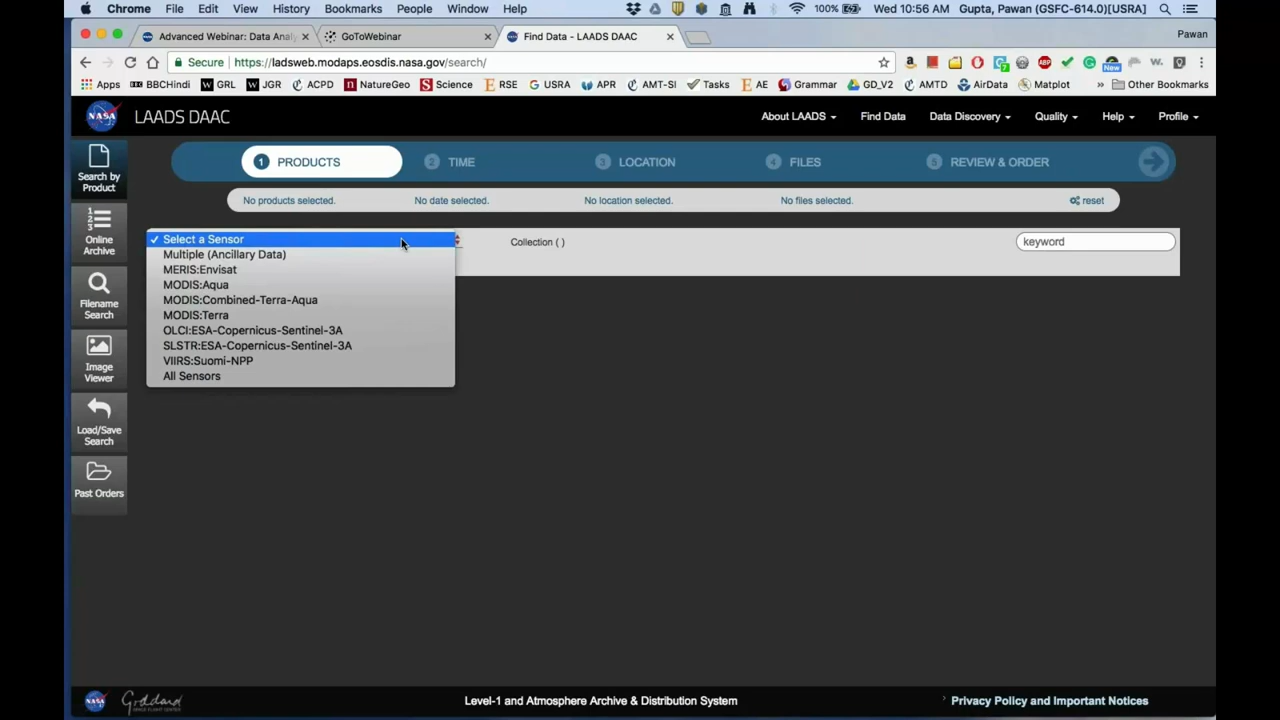 Chrome File Edit View History Bookmarks People Window Help 100% Wed 10:56 AM Gupta, Pawan (GSFC-614.0)[USRA]
Advanced Webinar: Data Analy GoToWebinar Find Data - LAADS DAAC Pawan
Secure https://ladsweb.modaps.eosdis.nasa.gov/search/
Apps BBCHindi GRL JGR ACPD NatureGeo Science RSE USRA APR AMT-SI Tasks AE Grammar GD_V2 AMTD AirData Matplot » Other Bookmarks
NASA LAADS DAAC About LAADS Find Data Data Discovery Quality Help Profile
1 PRODUCTS 2 TIME 3 LOCATION 4 FILES 5 REVIEW & ORDER
No products selected. No date selected. No location selected. No files selected. reset
Search by
Product
Online
Archive
Filename
Search
Image
Viewer
Load/Save
Search
Past Orders
✓ Select a Sensor
Multiple (Ancillary Data)
MERIS:Envisat
MODIS:Aqua
MODIS:Combined-Terra-Aqua
MODIS:Terra
OLCI:ESA-Copernicus-Sentinel-3A
SLSTR:ESA-Copernicus-Sentinel-3A
VIIRS:Suomi-NPP
All Sensors
Collection ( )
keyword
NASA Goddard Level-1 and Atmosphere Archive & Distribution System Privacy Policy and Important Notices